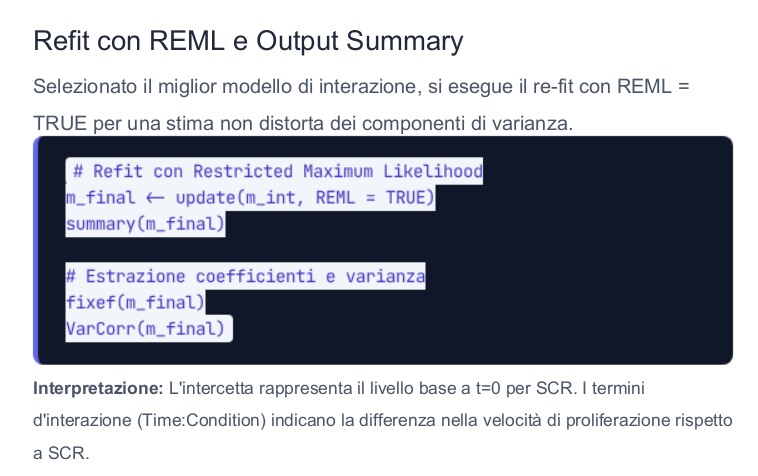 Refit con REML e Output Summary
Selezionato il miglior modello di interazione, si esegue il re-fit con REML =
TRUE per una stima non distorta dei componenti di varianza.
# Refit con Restricted Maximum Likelihood
m_final <- update(m_int, REML = TRUE)
summary(m_final)
# Estrazione coefficienti e varianza
fixef(m_final)
VarCorr(m_final)
Interpretazione: L'intercetta rappresenta il livello base a t=0 per SCR. I termini
d'interazione (Time:Condition) indicano la differenza nella velocità di proliferazione rispetto
a SCR.